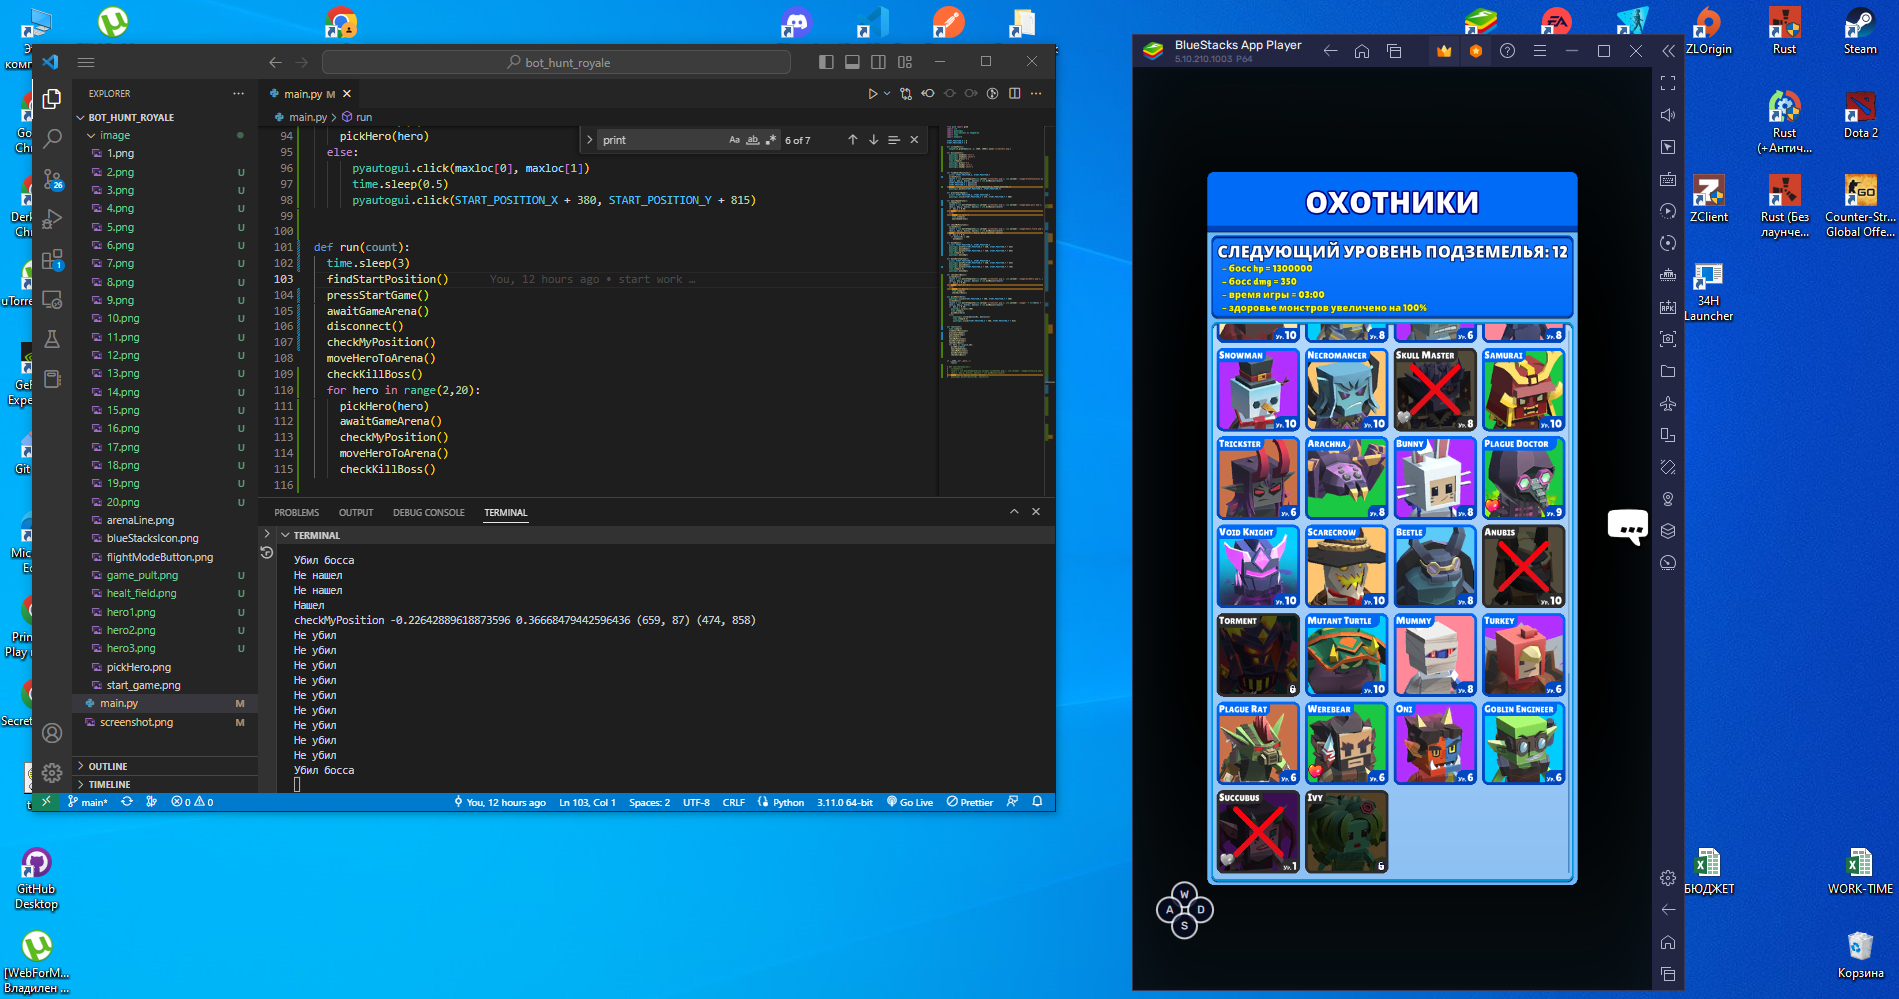 bot_hunt_royale
EXPLORER
BOT_HUNT_ROYALE
image
1.png
2.png U
3.png U
4.png U
5.png U
6.png U
7.png U
8.png U
9.png U
10.png U
11.png U
12.png U
13.png U
14.png U
15.png U
16.png U
17.png U
18.png U
19.png U
20.png U
arenaLine.png
blueStacksIcon.png
flightModeButton.png
game_pult.png U
healt_field.png U
hero1.png U
hero2.png U
hero3.png U
pickHero.png
start_game.png
main.py M
screenshot.png M
OUTLINE
TIMELINE
26
1
main.py M
main.py > run
print
Aa ab
6 of 7
94 pickHero(hero)
95 else:
96 pyautogui.click(maxloc[0], maxloc[1])
97 time.sleep(0.5)
98 pyautogui.click(START_POSITION_X + 380, START_POSITION_Y + 815)
99
100
101 def run(count):
102 time.sleep(3)
103 findStartPosition() You, 12 hours ago • start work …
104 pressStartGame()
105 awaitGameArena()
106 disconnect()
107 checkMyPosition()
108 moveHeroToArena()
109 checkKillBoss()
110 for hero in range(2,20):
111 pickHero(hero)
112 awaitGameArena()
113 checkMyPosition()
114 moveHeroToArena()
115 checkKillBoss()
116
PROBLEMS OUTPUT DEBUG CONSOLE TERMINAL
TERMINAL
Убил босса
Не нашел
Не нашел
Нашел
checkMyPosition -0.22642889618873596 0.36668479442596436 (659, 87) (474, 858)
Не убил
Не убил
Не убил
Не убил
Не убил
Не убил
Не убил
Не убил
Не убил
Убил босса
main* 0 0 You, 12 hours ago Ln 103, Col 1 Spaces: 2 UTF-8 CRLF Python 3.11.0 64-bit Go Live Prettier
BlueStacks App Player
5.10.210.1003 P64
ОХОТНИКИ
СЛЕДУЮЩИЙ УРОВЕНЬ ПОДЗЕМЕЛЬЯ: 12
- босс hp = 1300000
- босс dmg = 350
- время игры = 03:00
- здоровье монстров увеличено на 100%
ур.10 ур.8 ур.6 ур.8
SNOWMAN NECROMANCER SKULL MASTER SAMURAI
ур.10 ур.10 ур.8 ур.10
TRICKSTER ARACHNA BUNNY PLAGUE DOCTOR
ур.6 ур.8 ур.8 ур.9
VOID KNIGHT SCARECROW BEETLE ANUBIS
ур.10 ур.10 ур.8 ур.10
TORMENT MUTANT TURTLE MUMMY TURKEY
ур.10 ур.8 ур.6
PLAGUE RAT WEREBEAR ONI GOBLIN ENGINEER
ур.6 ур.6 ур.6 ур.6
SUCCUBUS IVY
ур.1
W
A D
S
ZLOrigin
Rust
Steam
Rust
(+Антич...
Dota 2
ZClient
Rust (Без
лаунче...
Counter-Str...
Global Offe...
34H
Launcher
БЮДЖЕТ
WORK-TIME
Корзина
GitHub
Desktop
[WebForM...
Владилен ...